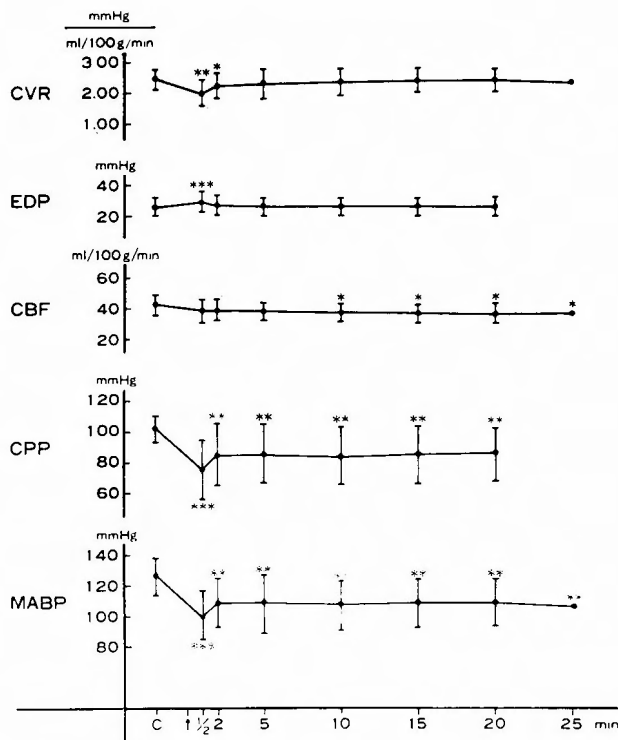 mmHg
ml/100g/min
CVR
3.00
2.00
1.00
** *
mmHg
EDP
40
20
***
ml/100g/min
CBF
60
40
20
* * * *
mmHg
CPP
120
100
80
60
** ** ** ** **
***
mmHg
MABP
140
120
100
80
** ** ** ** ** **
***
C ↑ ½ 2 5 10 15 20 25 min